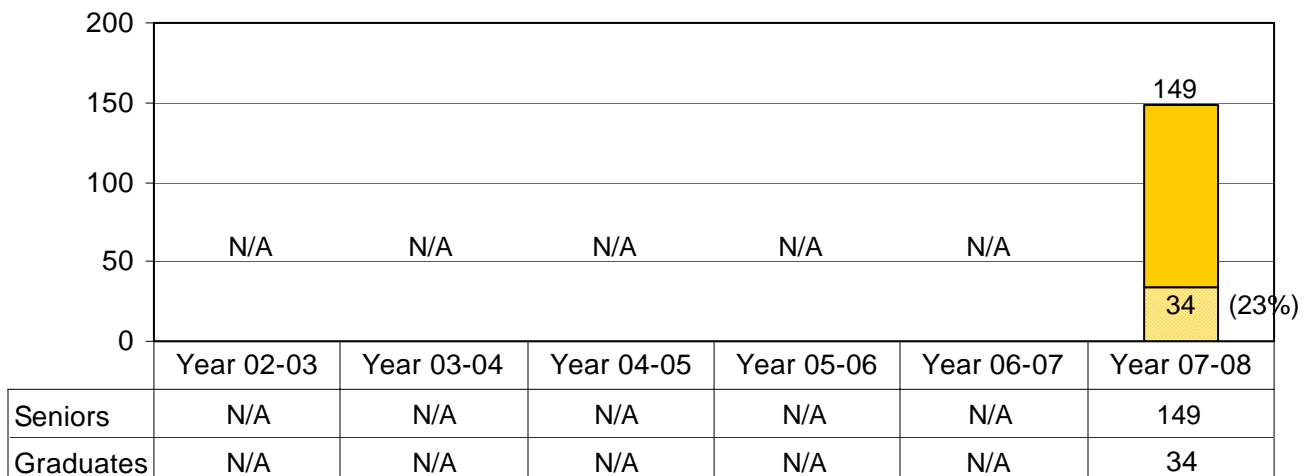 200
149
150
100
N/A N/A N/A N/A N/A
50
34 (23%)
0
Year 02-03 Year 03-04 Year 04-05 Year 05-06 Year 06-07 Year 07-08
Seniors N/A N/A N/A N/A N/A 149
Graduates N/A N/A N/A N/A N/A 34